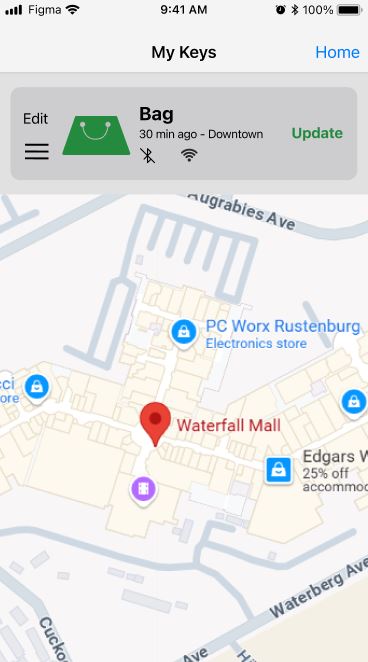 Figma 9:41 AM 100%
My Keys Home
Edit
Bag
30 min ago - Downtown
Update
Augrabies Ave
PC Worx Rustenburg
Electronics store
cci
ore
Waterfall Mall
Edgars W
25% off
accommoc
Waterberg Ave
Cucko